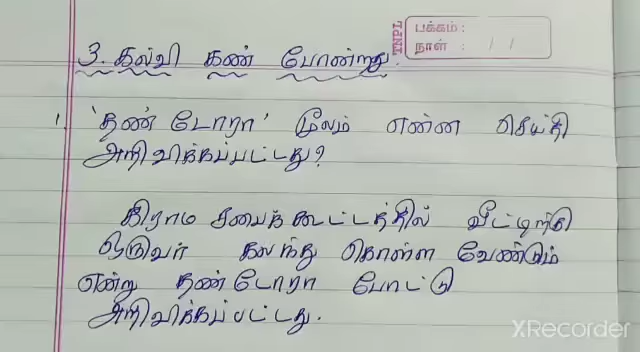 TNPL
பக்கம் :
நாள் : / /
3. கல்வி கண் போன்றது.
1. 'தண்டோரா' மூலம் என்ன செய்தி
அறிவிக்கப்பட்டது?
கிராம சபைக் கூட்டத்தில் வீட்டிற்கு
ஒருவர் கலந்து கொள்ள வேண்டும்
என்று தண்டோரா போட்டு
அறிவிக்கப்பட்டது.
XRecorder